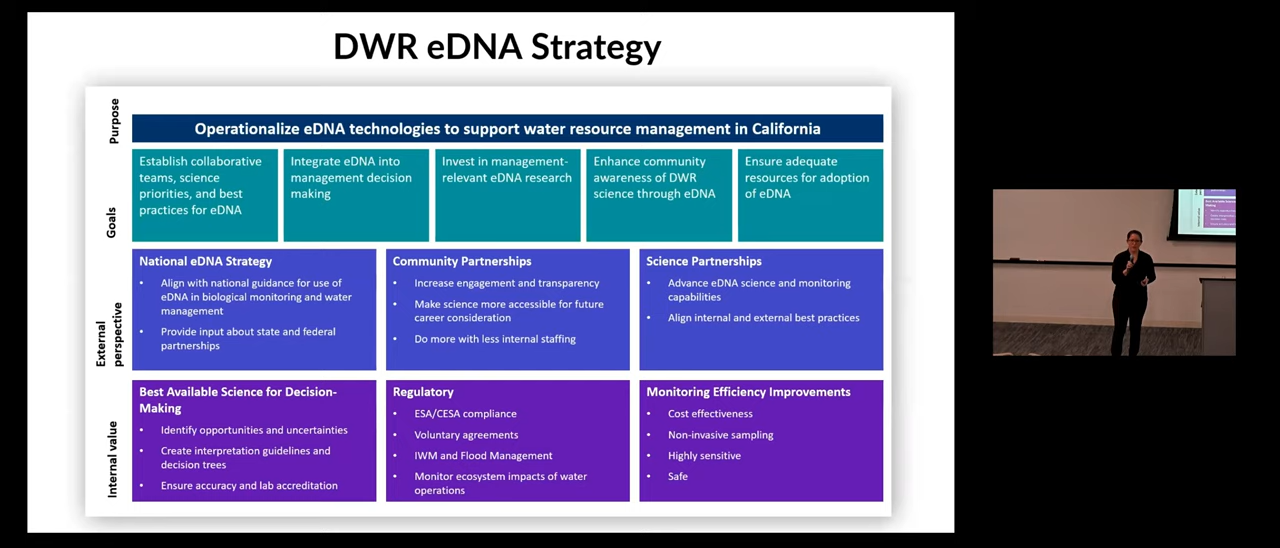 DWR eDNA Strategy
Purpose
Operationalize eDNA technologies to support water resource management in California
Goals
Establish collaborative
teams, science
priorities, and best
practices for eDNA
Integrate eDNA into
management decision
making
Invest in management-
relevant eDNA research
Enhance community
awareness of DWR
science through eDNA
Ensure adequate
resources for adoption
of eDNA
External
perspective
National eDNA Strategy
• Align with national guidance for use of
eDNA in biological monitoring and water
management
• Provide input about state and federal
partnerships
Community Partnerships
• Increase engagement and transparency
• Make science more accessible for future
career consideration
• Do more with less internal staffing
Science Partnerships
• Advance eDNA science and monitoring
capabilities
• Align internal and external best practices
Internal value
Best Available Science for Decision-
Making
• Identify opportunities and uncertainties
• Create interpretation guidelines and
decision trees
• Ensure accuracy and lab accreditation
Regulatory
• ESA/CESA compliance
• Voluntary agreements
• IWM and Flood Management
• Monitor ecosystem impacts of water
operations
Monitoring Efficiency Improvements
• Cost effectiveness
• Non-invasive sampling
• Highly sensitive
• Safe